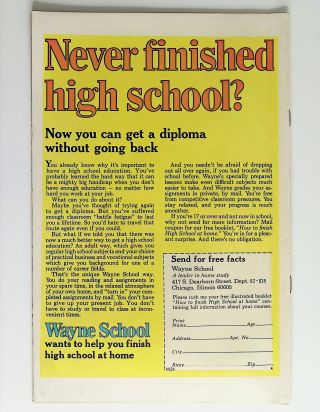 Never finished
high school?
Now you can get a diploma
without going back
You already know why it's important to
have a high school education. You've
probably learned the hard way that it can
be a mighty big handicap when you don't
have enough education — no matter how
hard you work at your job.
What can you do about it?
Maybe you've thought of trying again
to get a diploma. But you've suffered
enough classroom "battle fatigue" to last
you a lifetime. So you'd hate to travel that
route again even if you could.
But what if we told you that there was
now a much better way to get a high school
education? An adult way, which gives you
required school subjects and your choice
of practical business and vocational subjects
which give you background for one of a
number of career fields.
That's the unique Wayne School way.
You do your reading and assignments in
your spare time, in the relaxed atmosphere
of your own home, and "turn in" your com-
pleted assignments by mail. You don't have
to give up your present job. You don't
have to study or travel to class at incon-
venient times.
Wayne School
wants to help you finish
high school at home
And you needn't be afraid of dropping
out all over again, if you had trouble with
school before. Wayne's specially prepared
lessons make even difficult subjects much
easier to take. And Wayne grades your as-
signments in private, by mail. You're free
from competitive classroom pressures. You
stay relaxed, and your progress is much
smoother.
If you're 17 or over and not now in school,
why not send for more information? Mail
coupon for our free booklet, "How to finish
High School at home." You're in for a pleas-
ant surprise. And there's no obligation.
Send for free facts
Wayne School
A leader in home study
417 S. Dearborn Street, Dept. 62-835
Chicago, Illinois 60605
Please rush me your free illustrated booklet
"How to finish High School at home" con-
taining full information about your courses.
Print
Name Age
Address Apt. No.
City
State Zip